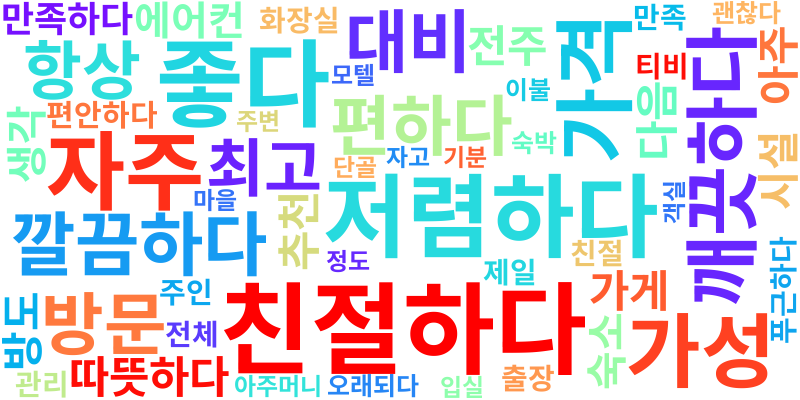 만족하다
에어컨
화장실
대비
만족
괜찮다
항상
좋다
모텔
전주
이불
가격
티비
아주
편안하다
주변
편하다
숙박
다음
깨끗하다
생각
자주
최고
단골
자고
기분
시설
마을
추천
저렴하다
객실
깔끔하다
정도
제일
친절
푸근하다
방도
방문
주인
전체
친절하다
가게
숙소
가성
관리
따뜻하다
아주머니
오래되다
입실
출장